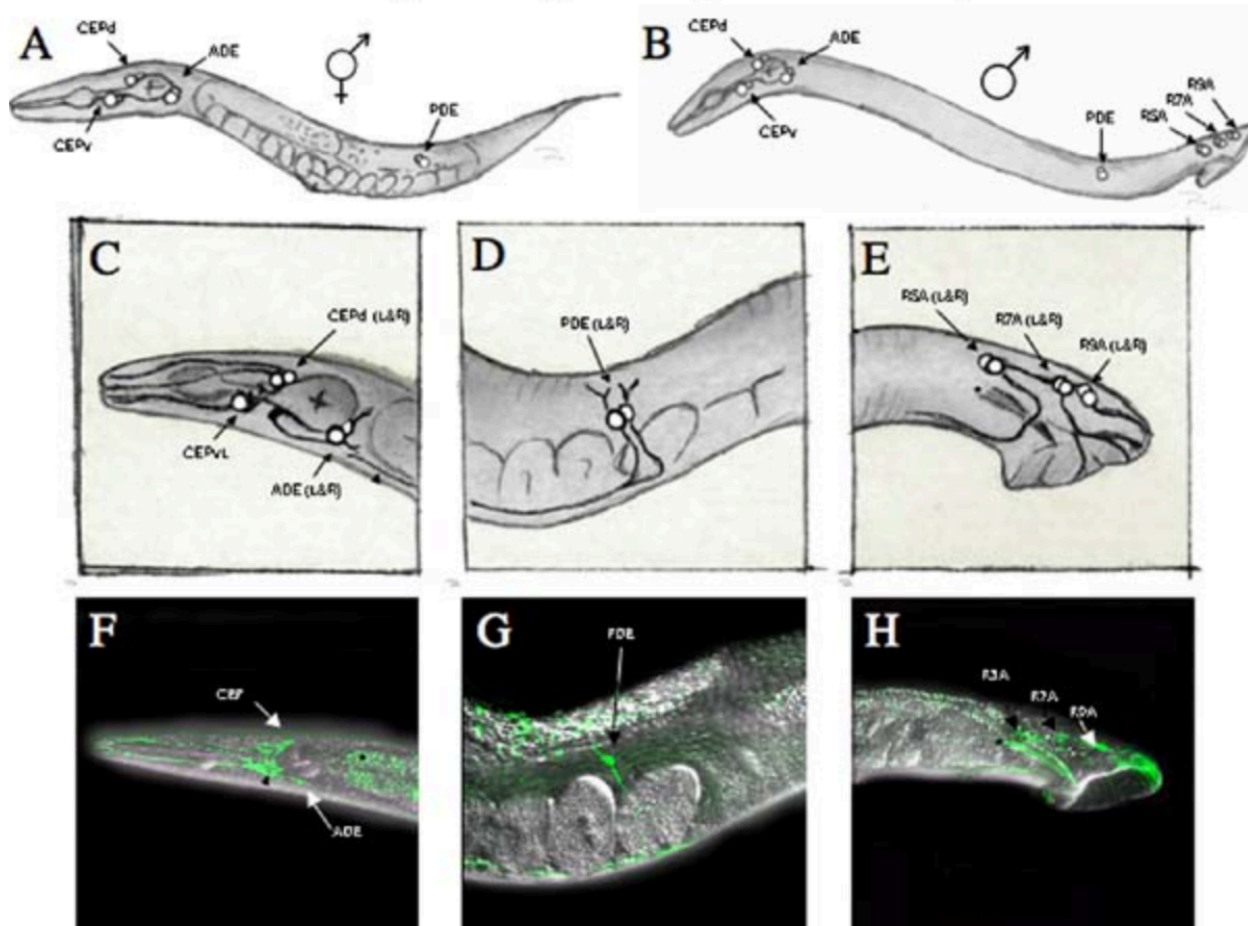 A
CEPd
ADE
CEPv
PDE
B
CEPd
ADE
CEPv
PDE
R5A
R7A
R9A
C
CEPd (L&R)
CEPvL
ADE (L&R)
D
PDE (L&R)
E
R5A (L&R)
R7A (L&R)
R9A (L&R)
F
CEP
ADE
G
PDE
H
R5A
R7A
R9A